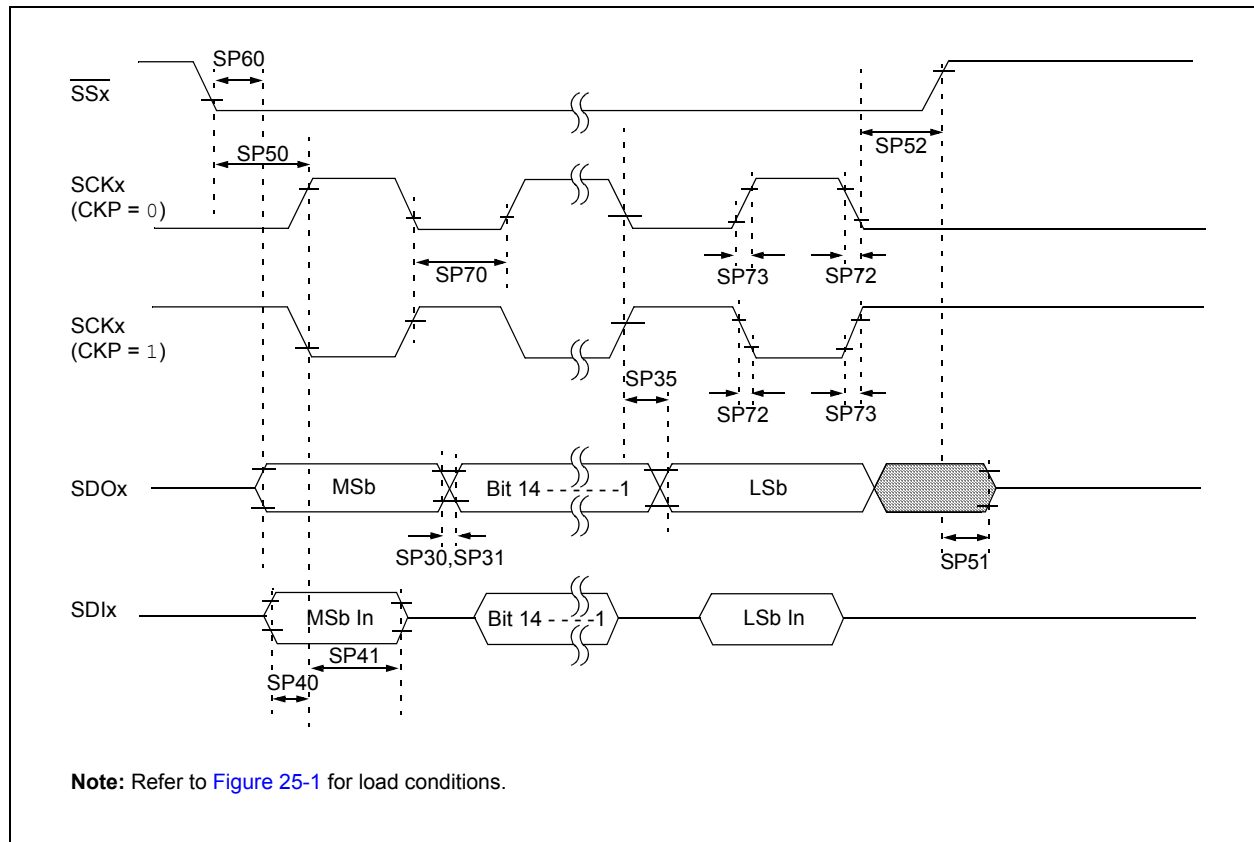 SP60
SSx
SP50
SP52
SCKx
(CKP = 0)
SP70
SP73
SP72
SCKx
(CKP = 1)
SP35
SP72
SP73
SDOx
MSb
Bit 14 - - - - - -1
LSb
SP30,SP31
SP51
SDIx
MSb In
Bit 14 - - - -1
LSb In
SP41
SP40
Note: Refer to Figure 25-1 for load conditions.